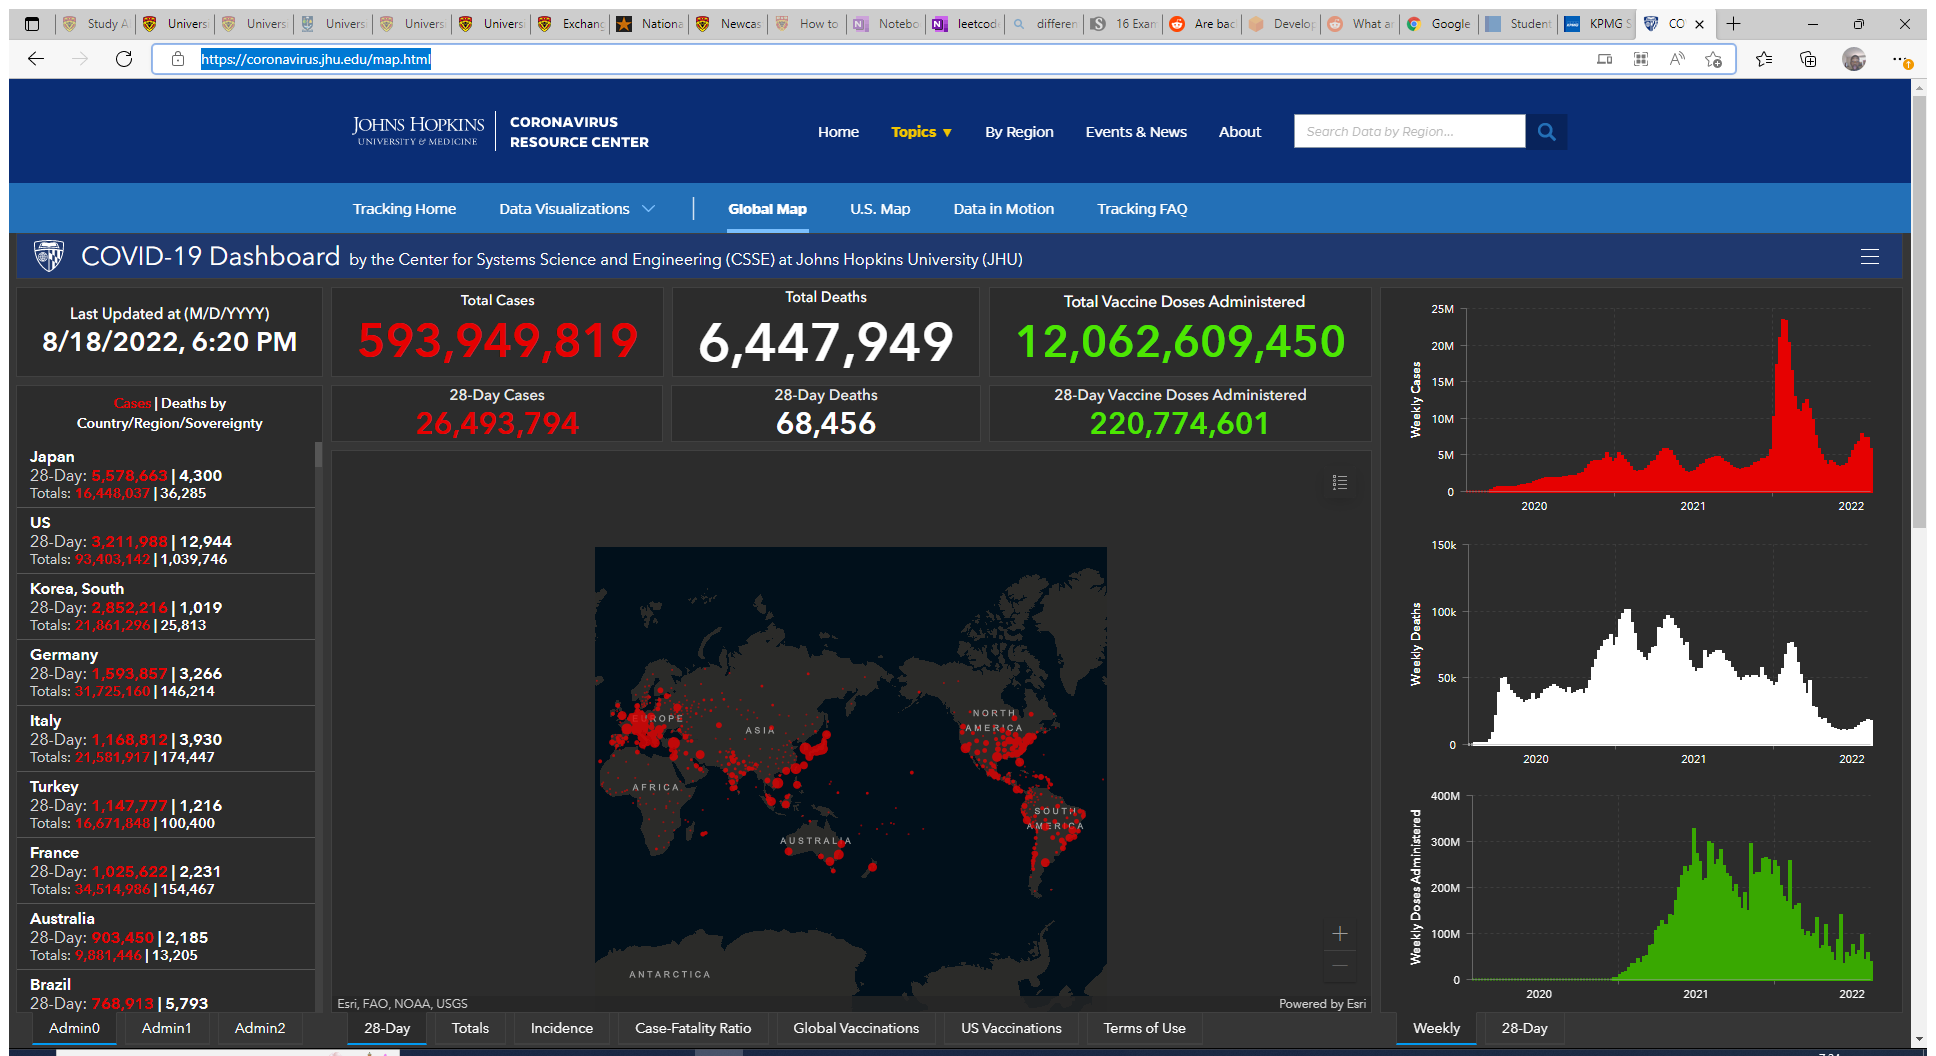 Study A
Univers
Univers
Univers
Univers
Univers
Exchang
Nationa
Newcas
How to
Notebo
leetcod
differen
16 Exam
Are bac
Develop
What ar
Google
Student
KPMG S
CO
https://coronavirus.jhu.edu/map.html
JOHNS HOPKINS
UNIVERSITY & MEDICINE
CORONAVIRUS
RESOURCE CENTER
Home
Topics ▼
By Region
Events & News
About
Search Data by Region...
Tracking Home
Data Visualizations
Global Map
U.S. Map
Data in Motion
Tracking FAQ
COVID-19 Dashboard by the Center for Systems Science and Engineering (CSSE) at Johns Hopkins University (JHU)
Last Updated at (M/D/YYYY)
8/18/2022, 6:20 PM
Total Cases
593,949,819
Total Deaths
6,447,949
Total Vaccine Doses Administered
12,062,609,450
28-Day Cases
26,493,794
28-Day Deaths
68,456
28-Day Vaccine Doses Administered
220,774,601
Cases | Deaths by
Country/Region/Sovereignty
Japan
28-Day: 5,578,663 | 4,300
Totals: 16,448,037 | 36,285
US
28-Day: 3,211,988 | 12,944
Totals: 93,403,142 | 1,039,746
Korea, South
28-Day: 2,852,216 | 1,019
Totals: 21,861,296 | 25,813
Germany
28-Day: 1,593,857 | 3,266
Totals: 31,725,160 | 146,214
Italy
28-Day: 1,168,812 | 3,930
Totals: 21,581,917 | 174,447
Turkey
28-Day: 1,147,777 | 1,216
Totals: 16,671,848 | 100,400
France
28-Day: 1,025,622 | 2,231
Totals: 34,514,986 | 154,467
Australia
28-Day: 903,450 | 2,185
Totals: 9,881,446 | 13,205
Brazil
28-Day: 768,913 | 5,793
Admin0
Admin1
Admin2
EUROPE
ASIA
AFRICA
AUSTRALIA
NORTH
AMERICA
SOUTH
AMERICA
ANTARCTICA
Esri, FAO, NOAA, USGS
Powered by Esri
28-Day
Totals
Incidence
Case-Fatality Ratio
Global Vaccinations
US Vaccinations
Terms of Use
Weekly Cases
25M
20M
15M
10M
5M
0
2020
2021
2022
Weekly Deaths
150k
100k
50k
0
2020
2021
2022
Weekly Doses Administered
400M
300M
200M
100M
0
2020
2021
2022
Weekly
28-Day